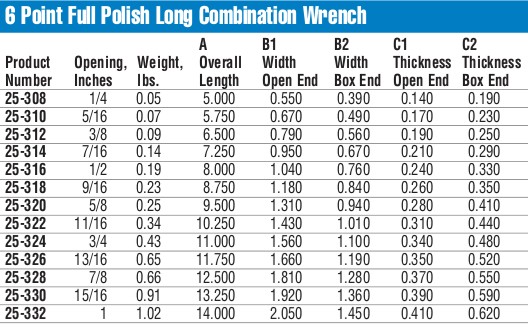 6 Point Full Polish Long Combination Wrench
A B1 B2 C1 C2
Product Opening, Weight, Overall Width Width Thickness Thickness
Number Inches lbs. Length Open End Box End Open End Box End
25-308 1/4 0.05 5.000 0.550 0.390 0.140 0.190
25-310 5/16 0.07 5.750 0.670 0.490 0.170 0.230
25-312 3/8 0.09 6.500 0.790 0.560 0.190 0.250
25-314 7/16 0.14 7.250 0.950 0.670 0.210 0.290
25-316 1/2 0.19 8.000 1.040 0.760 0.240 0.330
25-318 9/16 0.23 8.750 1.180 0.840 0.260 0.350
25-320 5/8 0.25 9.500 1.310 0.940 0.280 0.410
25-322 11/16 0.34 10.250 1.430 1.010 0.310 0.440
25-324 3/4 0.43 11.000 1.560 1.100 0.340 0.480
25-326 13/16 0.65 11.750 1.660 1.190 0.350 0.520
25-328 7/8 0.66 12.500 1.810 1.280 0.370 0.550
25-330 15/16 0.91 13.250 1.920 1.360 0.390 0.590
25-332 1 1.02 14.000 2.050 1.450 0.410 0.620